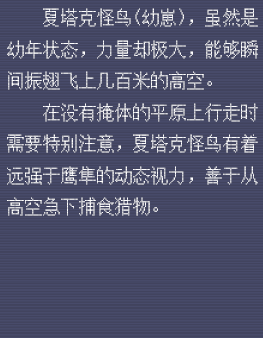 夏塔克怪鸟(幼崽)，虽然是
幼年状态，力量却极大，能够瞬
间振翅飞上几百米的高空。
在没有掩体的平原上行走时
需要特别注意，夏塔克怪鸟有着
远强于鹰隼的动态视力，善于从
高空急下捕食猎物。